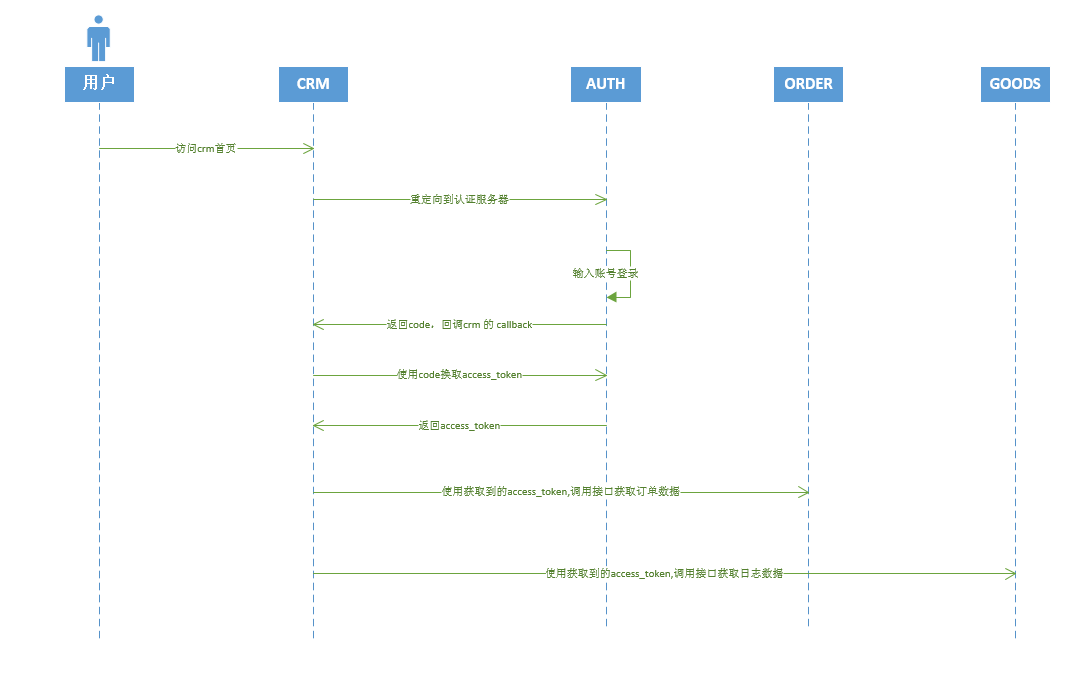 用户
CRM
AUTH
ORDER
GOODS
访问crm首页
重定向到认证服务器
输入账号登录
返回code，回调crm 的 callback
使用code换取access_token
返回access_token
使用获取到的access_token,调用接口获取订单数据
使用获取到的access_token,调用接口获取日志数据